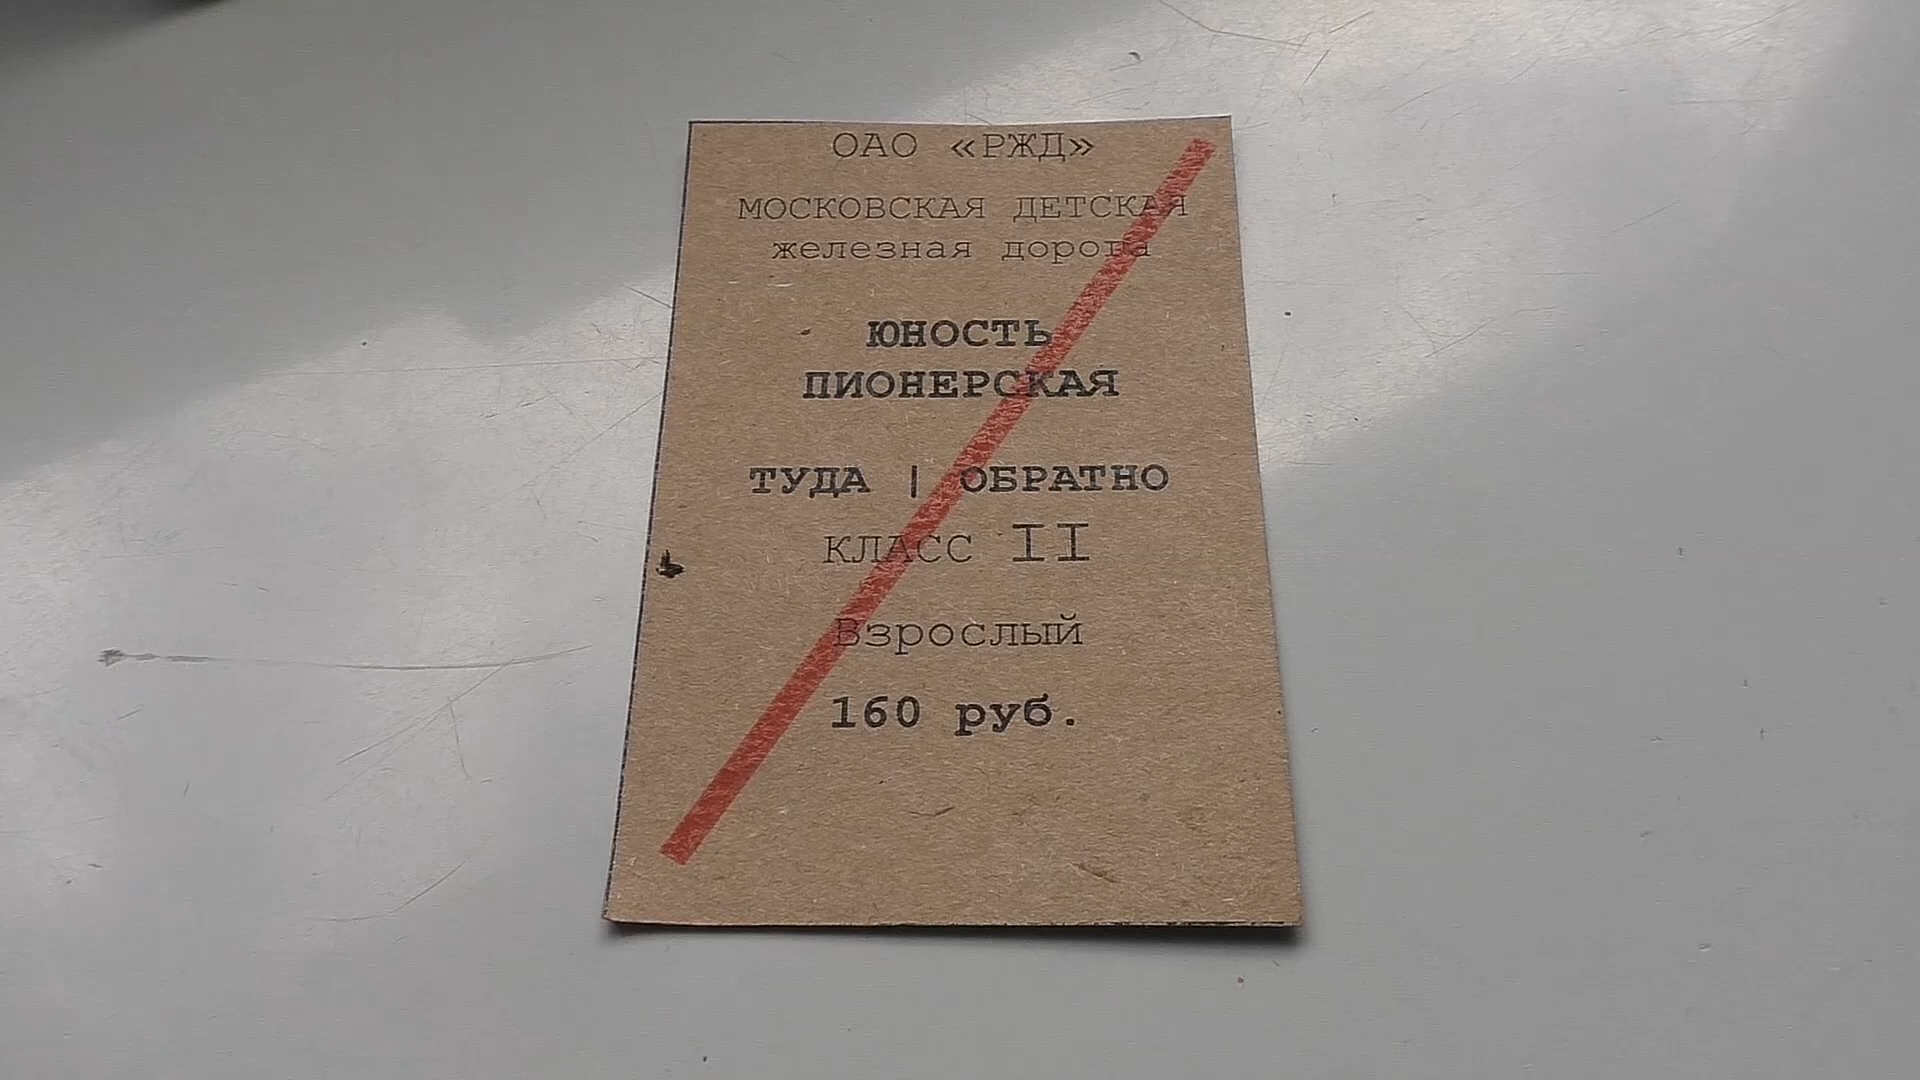 ОАО «РЖД»
МОСКОВСКАЯ ДЕТСКАЯ
железная дорога
ЮНОСТЬ
ПИОНЕРСКАЯ
ТУДА | ОБРАТНО
КЛАСС II
Взрослый
160 руб.